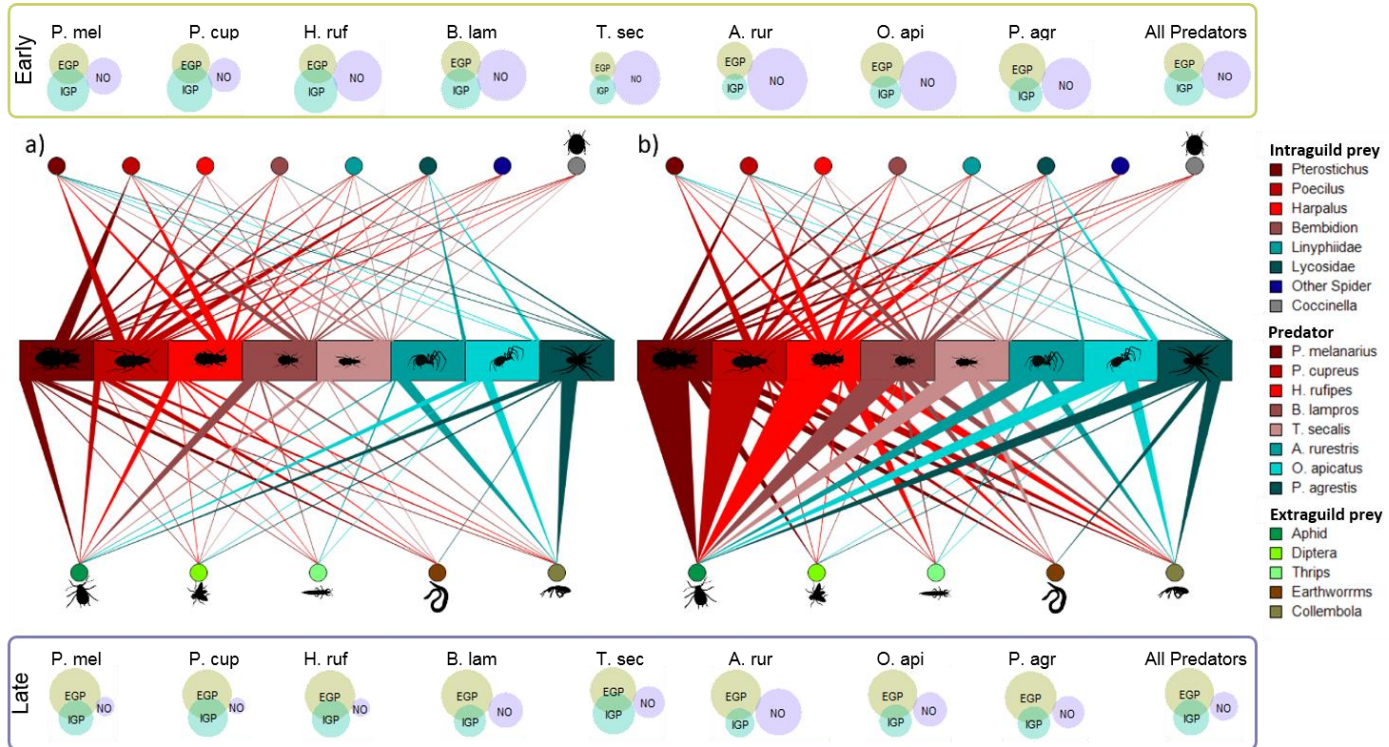 Early
P. mel P. cup H. ruf B. lam T. sec A. rur O. api P. agr All Predators
EGP IGP NO EGP IGP NO EGP IGP NO EGP IGP NO EGP IGP NO EGP IGP NO EGP IGP NO EGP IGP NO EGP IGP NO
a) b)
Intraguild prey
Pterostichus
Poecilus
Harpalus
Bembidion
Linyphiidae
Lycosidae
Other Spider
Coccinella
Predator
P. melanarius
P. cupreus
H. rufipes
B. lampros
T. secalis
A. rurestris
O. apicatus
P. agrestis
Extraguild prey
Aphid
Diptera
Thrips
Earthworrms
Collembola
Late
P. mel P. cup H. ruf B. lam T. sec A. rur O. api P. agr All Predators
EGP IGP NO EGP IGP NO EGP IGP NO EGP IGP NO EGP IGP NO EGP IGP NO EGP IGP NO EGP IGP NO EGP IGP NO